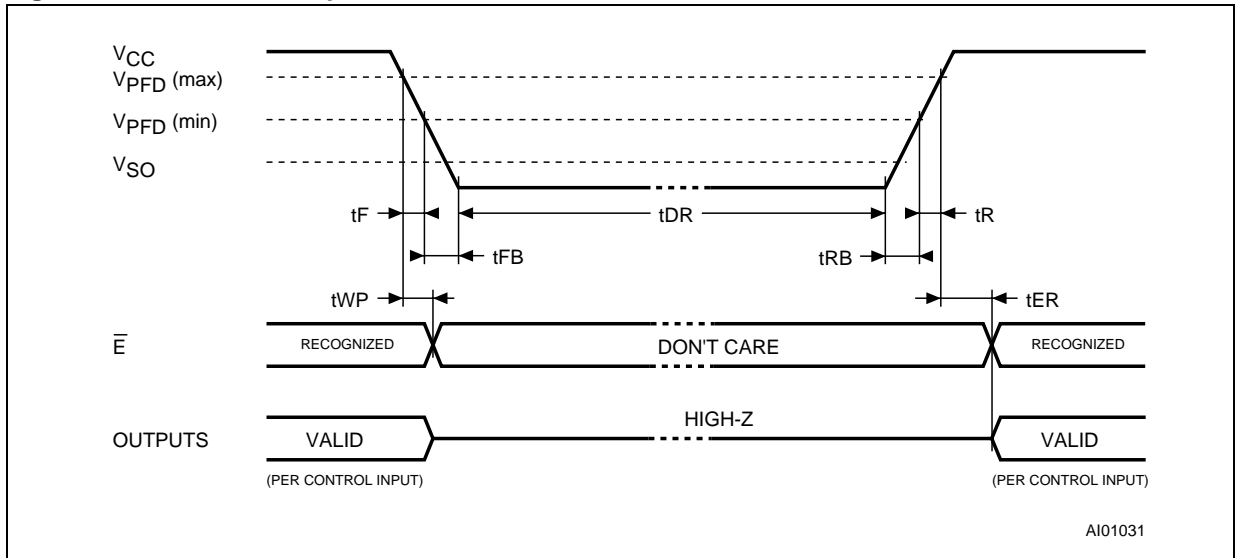 VCC
VPFD (max)
VPFD (min)
VSO
tF
tDR
tR
tFB
tRB
tWP
tER
E̅
RECOGNIZED
DON'T CARE
RECOGNIZED
HIGH-Z
OUTPUTS
VALID
VALID
(PER CONTROL INPUT)
(PER CONTROL INPUT)
AI01031